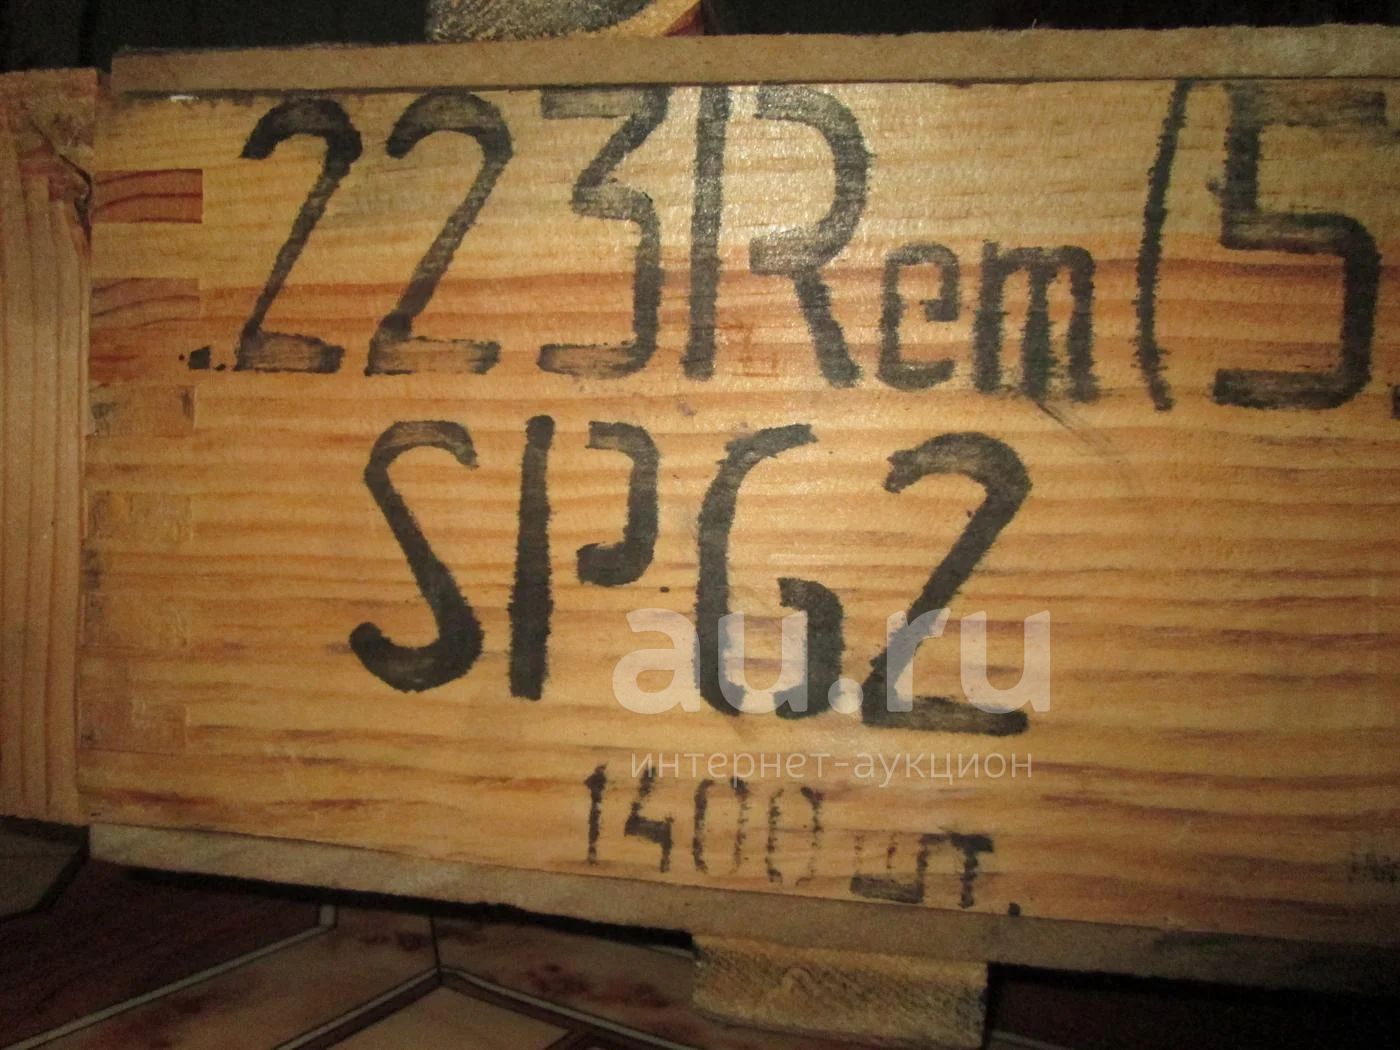 .223Rem (5.
SPG2
au.ru
интернет-аукцион
1400 шт.